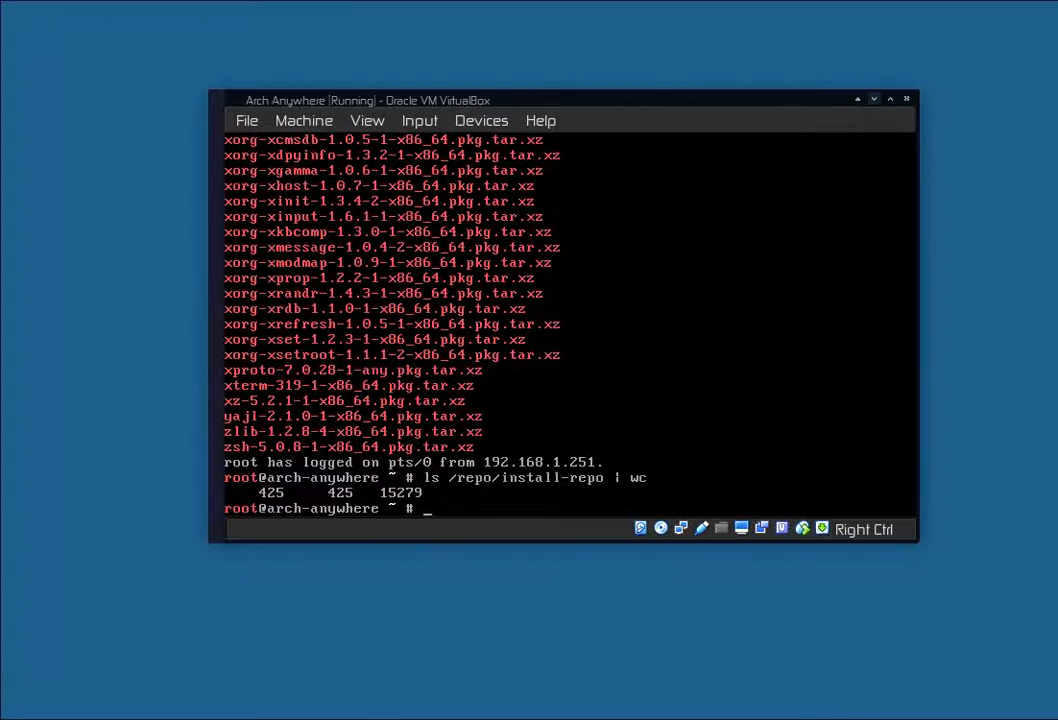 Arch Anywhere [Running] - Oracle VM VirtualBox
File Machine View Input Devices Help
xorg-xcmsdb-1.0.5-1-x86_64.pkg.tar.xz
xorg-xdpyinfo-1.3.2-1-x86_64.pkg.tar.xz
xorg-xgamma-1.0.6-1-x86_64.pkg.tar.xz
xorg-xhost-1.0.7-1-x86_64.pkg.tar.xz
xorg-xinit-1.3.4-2-x86_64.pkg.tar.xz
xorg-xinput-1.6.1-1-x86_64.pkg.tar.xz
xorg-xkbcomp-1.3.0-1-x86_64.pkg.tar.xz
xorg-xmessage-1.0.4-2-x86_64.pkg.tar.xz
xorg-xmodmap-1.0.9-1-x86_64.pkg.tar.xz
xorg-xprop-1.2.2-1-x86_64.pkg.tar.xz
xorg-xrandr-1.4.3-1-x86_64.pkg.tar.xz
xorg-xrdb-1.1.0-1-x86_64.pkg.tar.xz
xorg-xrefresh-1.0.5-1-x86_64.pkg.tar.xz
xorg-xset-1.2.3-1-x86_64.pkg.tar.xz
xorg-xsetroot-1.1.1-2-x86_64.pkg.tar.xz
xproto-7.0.28-1-any.pkg.tar.xz
xterm-319-1-x86_64.pkg.tar.xz
xz-5.2.1-1-x86_64.pkg.tar.xz
yajl-2.1.0-1-x86_64.pkg.tar.xz
zlib-1.2.8-4-x86_64.pkg.tar.xz
zsh-5.0.8-1-x86_64.pkg.tar.xz
root has logged on pts/0 from 192.168.1.251.
root@arch-anywhere ~ # ls /repo/install-repo | wc
425 425 15279
root@arch-anywhere ~ # _
Right Ctrl